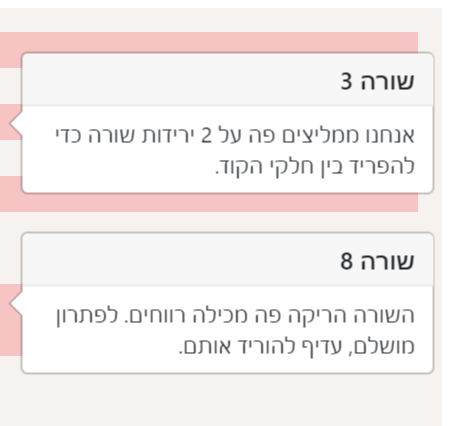 שורה 3
אנחנו ממליצים פה על 2 ירידות שורה כדי
להפריד בין חלקי הקוד.
שורה 8
השורה הריקה פה מכילה רווחים. לפתרון
מושלם, עדיף להוריד אותם.